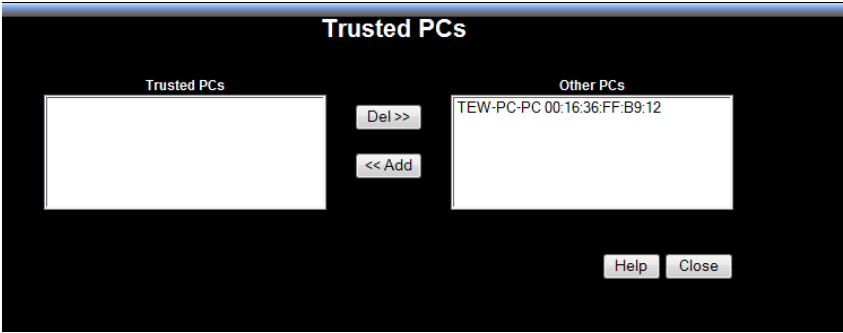 Trusted PCs
Trusted PCs
Other PCs
Del >>
TEW-PC-PC 00:16:36:FF:B9:12
<< Add
Help
Close